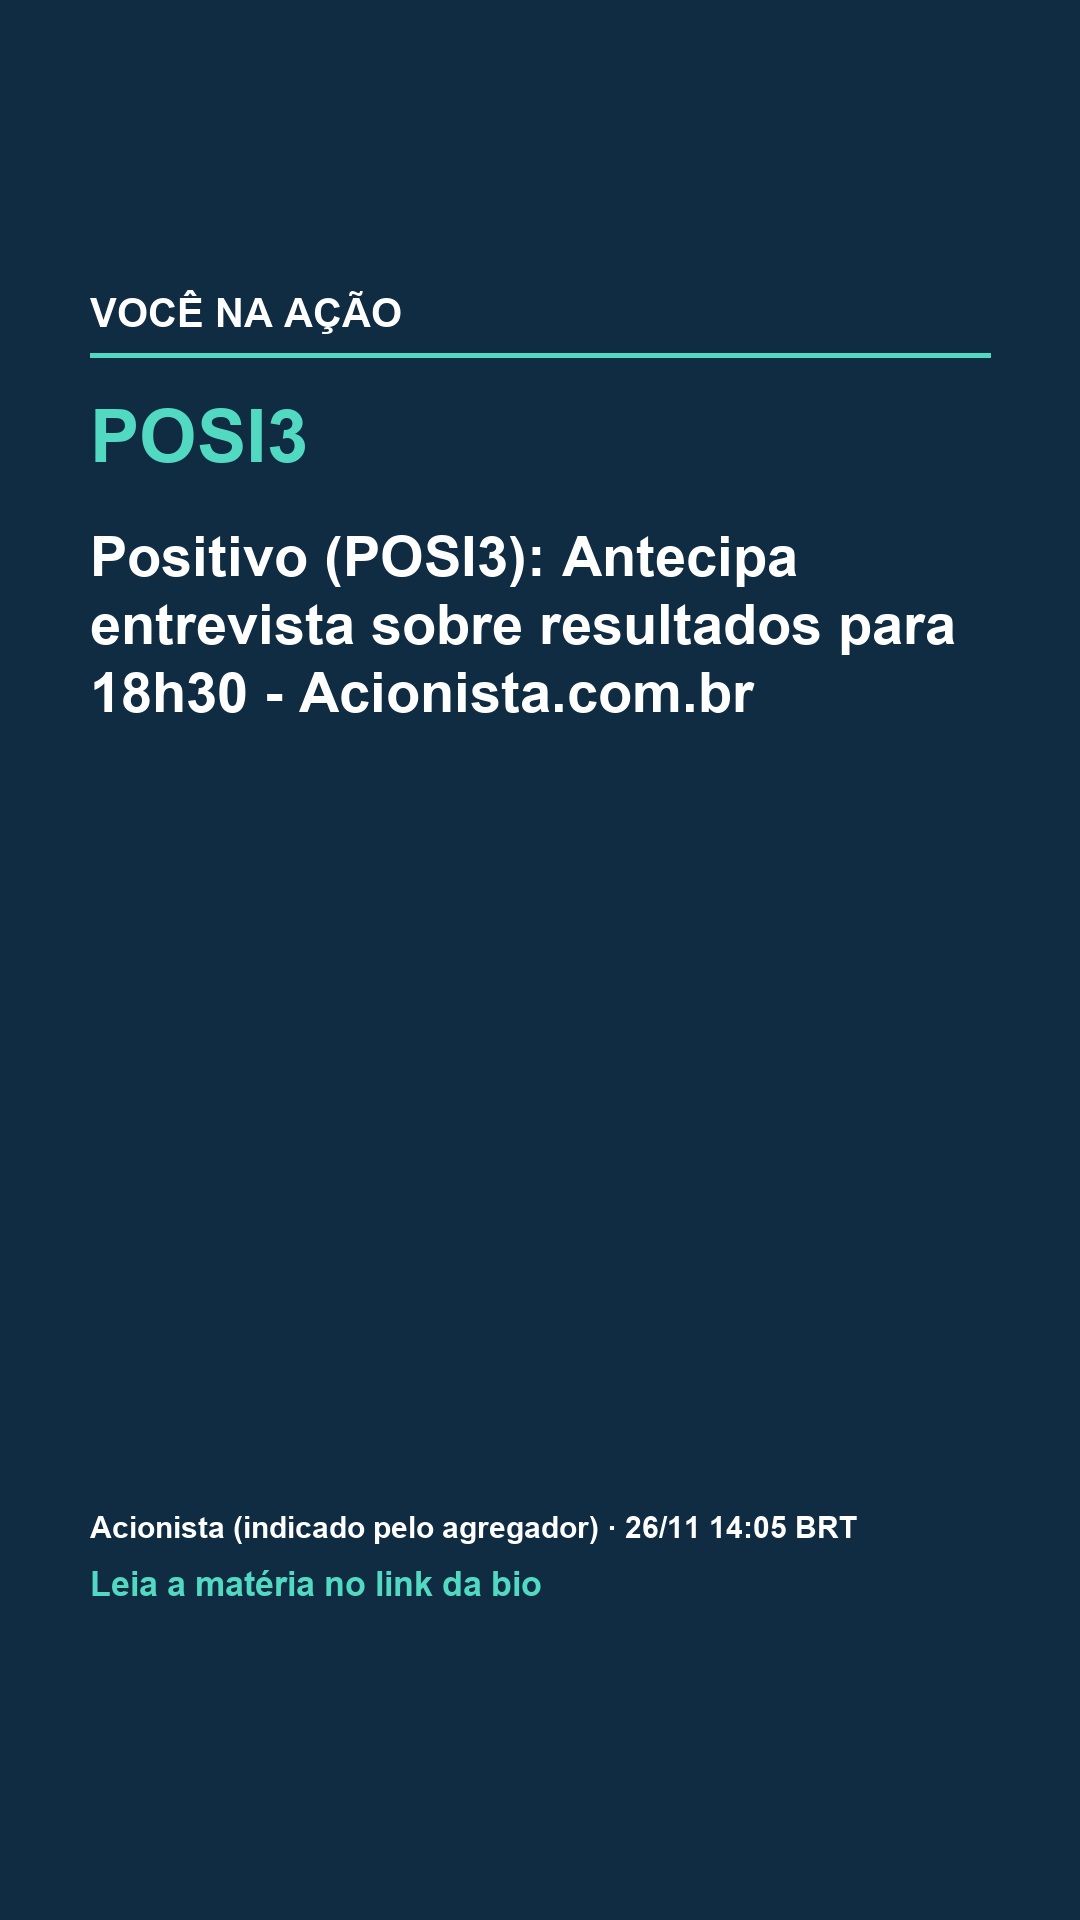 VOCÊ NA AÇÃO
POSI3
Positivo (POSI3): Antecipa
entrevista sobre resultados para
18h30 - Acionista.com.br
Acionista (indicado pelo agregador) · 26/11 14:05 BRT
Leia a matéria no link da bio